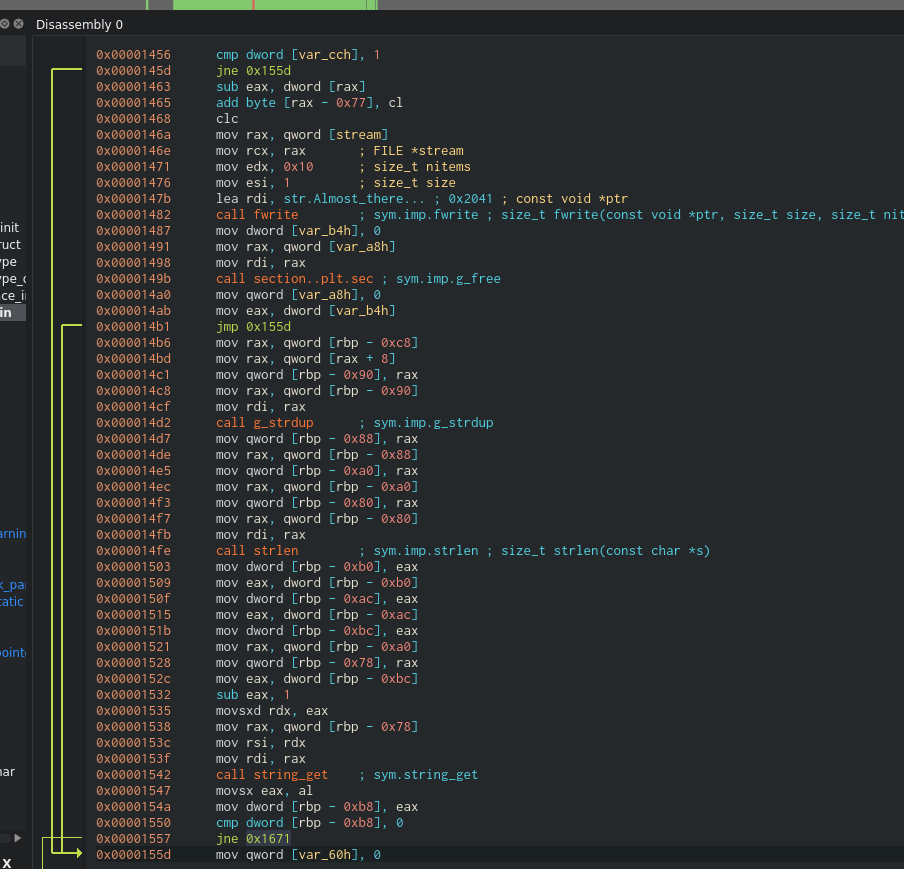 Disassembly 0
0x00001456 cmp dword [var_cch], 1
0x0000145d jne 0x155d
0x00001463 sub eax, dword [rax]
0x00001465 add byte [rax - 0x77], cl
0x00001468 clc
0x0000146a mov rax, qword [stream]
0x0000146e mov rcx, rax ; FILE *stream
0x00001471 mov edx, 0x10 ; size_t nitems
0x00001476 mov esi, 1 ; size_t size
0x0000147b lea rdi, str.Almost_there... ; 0x2041 ; const void *ptr
0x00001482 call fwrite ; sym.imp.fwrite ; size_t fwrite(const void *ptr, size_t size, size_t nit
0x00001487 mov dword [var_b4h], 0
0x00001491 mov rax, qword [var_a8h]
0x00001498 mov rdi, rax
0x0000149b call section..plt.sec ; sym.imp.g_free
0x000014a0 mov qword [var_a8h], 0
0x000014ab mov eax, dword [var_b4h]
0x000014b1 jmp 0x155d
0x000014b6 mov rax, qword [rbp - 0xc8]
0x000014bd mov rax, qword [rax + 8]
0x000014c1 mov qword [rbp - 0x90], rax
0x000014c8 mov rax, qword [rbp - 0x90]
0x000014cf mov rdi, rax
0x000014d2 call g_strdup ; sym.imp.g_strdup
0x000014d7 mov qword [rbp - 0x88], rax
0x000014de mov rax, qword [rbp - 0x88]
0x000014e5 mov qword [rbp - 0xa0], rax
0x000014ec mov rax, qword [rbp - 0xa0]
0x000014f3 mov qword [rbp - 0x80], rax
0x000014f7 mov rax, qword [rbp - 0x80]
0x000014fb mov rdi, rax
0x000014fe call strlen ; sym.imp.strlen ; size_t strlen(const char *s)
0x00001503 mov dword [rbp - 0xb0], eax
0x00001509 mov eax, dword [rbp - 0xb0]
0x0000150f mov dword [rbp - 0xac], eax
0x00001515 mov eax, dword [rbp - 0xac]
0x0000151b mov dword [rbp - 0xbc], eax
0x00001521 mov rax, qword [rbp - 0xa0]
0x00001528 mov qword [rbp - 0x78], rax
0x0000152c mov eax, dword [rbp - 0xbc]
0x00001532 sub eax, 1
0x00001535 movsxd rdx, eax
0x00001538 mov rax, qword [rbp - 0x78]
0x0000153c mov rsi, rdx
0x0000153f mov rdi, rax
0x00001542 call string_get ; sym.string_get
0x00001547 movsx eax, al
0x0000154a mov dword [rbp - 0xb8], eax
0x00001550 cmp dword [rbp - 0xb8], 0
0x00001557 jne 0x1671
0x0000155d mov qword [var_60h], 0
init
ruct
ype
ype_c
ace_in
in
arnin
k_pa
tatic
ointe
har
X